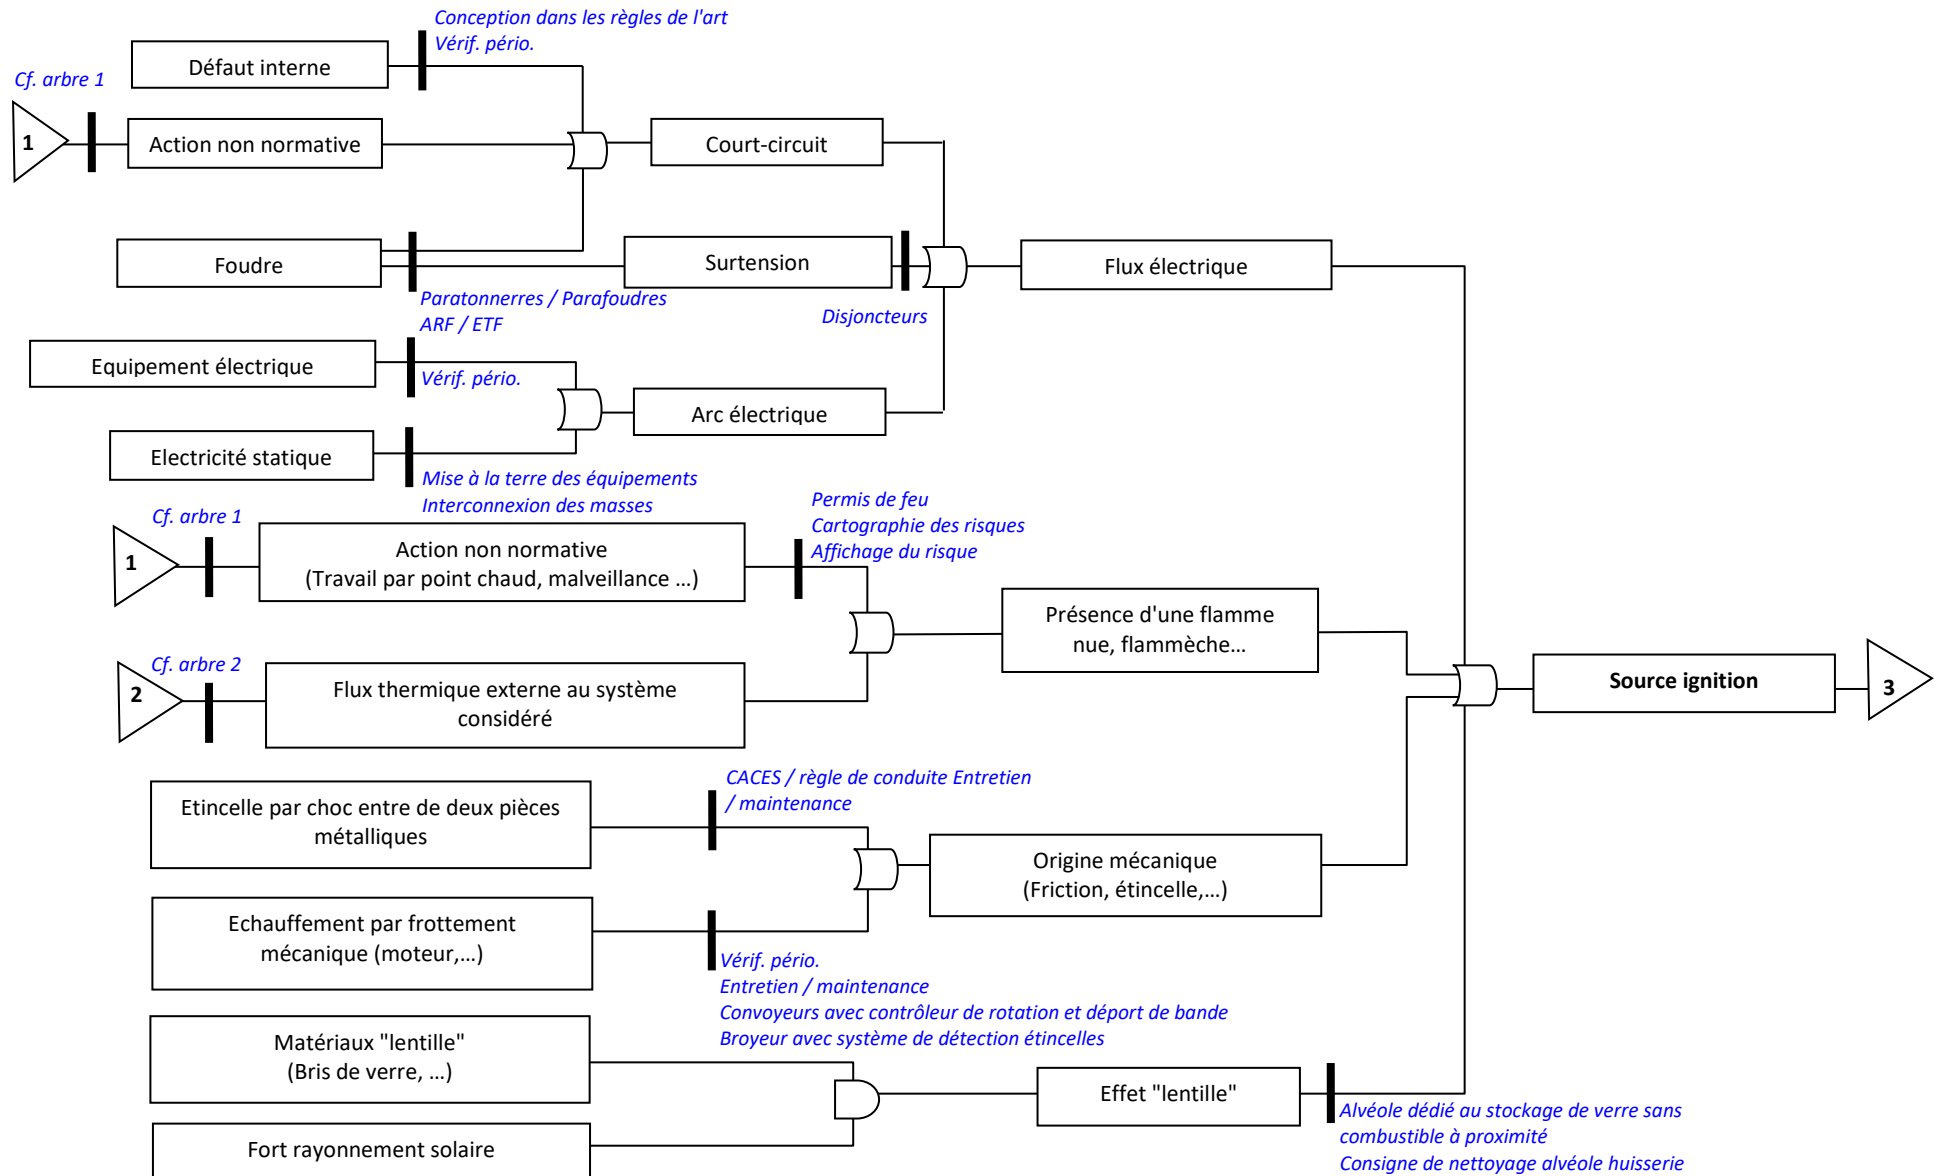 Conception dans les règles de l'art
Vérif. pério.
Défaut interne
Cf. arbre 1
1
Action non normative
Court-circuit
Foudre
Surtension
Flux électrique
Paratonnerres / Parafoudres
ARF / ETF
Disjoncteurs
Equipement électrique
Vérif. pério.
Arc électrique
Electricité statique
Mise à la terre des équipements
Interconnexion des masses
Permis de feu
Cartographie des risques
Affichage du risque
Cf. arbre 1
1
Action non normative
(Travail par point chaud, malveillance ...)
Présence d'une flamme
nue, flammèche...
Cf. arbre 2
2
Flux thermique externe au système
considéré
Source ignition
3
CACES / règle de conduite Entretien
/ maintenance
Etincelle par choc entre de deux pièces
métalliques
Origine mécanique
(Friction, étincelle,...)
Echauffement par frottement
mécanique (moteur,...)
Vérif. pério.
Entretien / maintenance
Convoyeurs avec contrôleur de rotation et déport de bande
Broyeur avec système de détection étincelles
Matériaux "lentille"
(Bris de verre, ...)
Effet "lentille"
Fort rayonnement solaire
Alvéole dédié au stockage de verre sans
combustible à proximité
Consigne de nettoyage alvéole huisserie